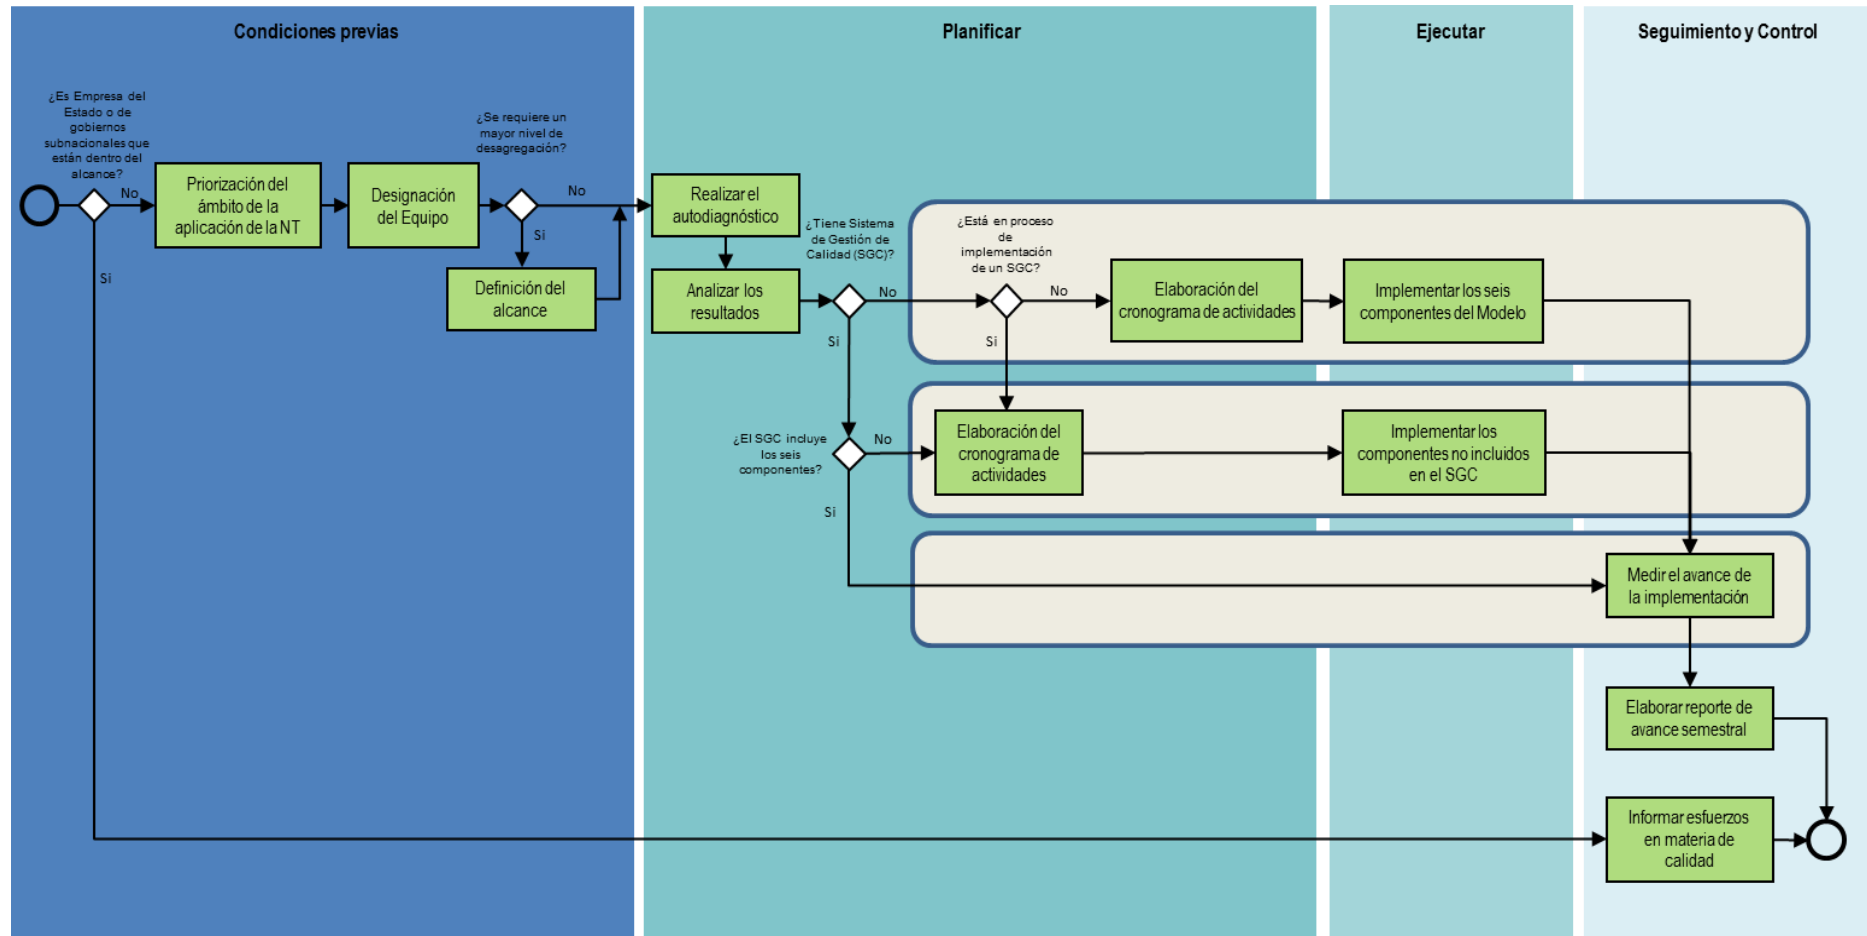 Condiciones previas
Planificar
Ejecutar
Seguimiento y Control
¿Es Empresa del
Estado o de
gobiernos
subnacionales que
están dentro del
alcance?
No
Si
Priorización del
ámbito de la
aplicación de la NT
Designación
del Equipo
¿Se requiere un
mayor nivel de
desagregación?
No
Si
Definición del
alcance
Realizar el
autodiagnóstico
Analizar los
resultados
¿Tiene Sistema
de Gestión de
Calidad (SGC)?
No
Si
¿Está en proceso
de
implementación
de un SGC?
No
Si
Elaboración del
cronograma de actividades
Implementar los seis
componentes del Modelo
¿El SGC incluye
los seis
componentes?
No
Si
Elaboración del
cronograma de
actividades
Implementar los
componentes no incluidos
en el SGC
Medir el avance de
la implementación
Elaborar reporte de
avance semestral
Informar esfuerzos
en materia de
calidad